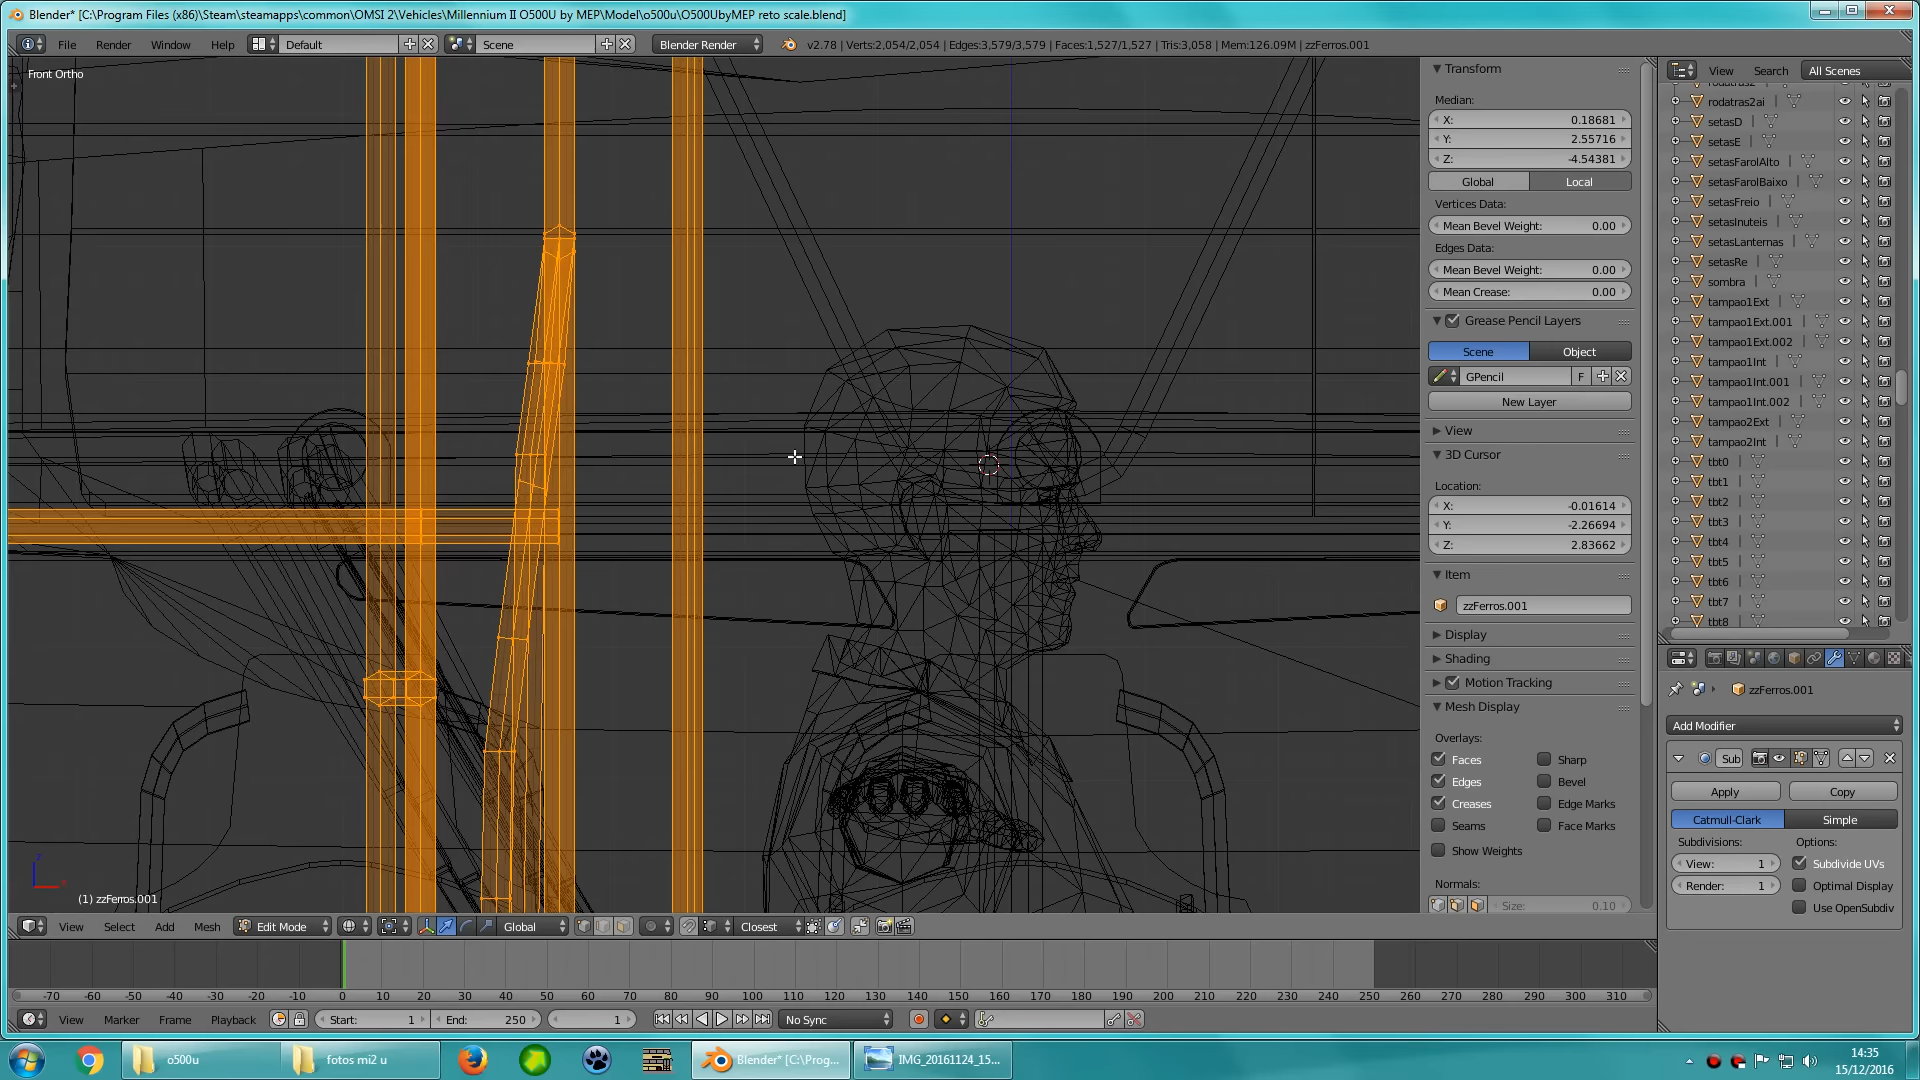 Blender* [C:\Program Files (x86)\Steam\steamapps\common\OMSI 2\Vehicles\Millennium II O500U by MEP\Model\o500u\O500UbyMEP reto scale.blend]
File Render Window Help Default Scene Blender Render v2.78 | Verts:2,054/2,054 | Edges:3,579/3,579 | Faces:1,527/1,527 | Tris:3,058 | Mem:126.09M | zzFerros.001
Front Ortho
(1) zzFerros.001
Transform
Median:
X: 0.18681
Y: 2.55716
Z: -4.54381
Global Local
Vertices Data:
Mean Bevel Weight: 0.00
Edges Data:
Mean Bevel Weight: 0.00
Mean Crease: 0.00
Grease Pencil Layers
Scene Object
GPencil F
New Layer
View
3D Cursor
Location:
X: -0.01614
Y: -2.26694
Z: 2.83662
Item
zzFerros.001
Display
Shading
Motion Tracking
Mesh Display
Overlays:
Faces Sharp
Edges Bevel
Creases Edge Marks
Seams Face Marks
Show Weights
Normals:
Size: 0.10
View Search All Scenes
rodatras2ai
setasD
setasE
setasFarolAlto
setasFarolBaixo
setasFreio
setasInuteis
setasLanternas
setasRe
sombra
tampao1Ext
tampao1Ext.001
tampao1Ext.002
tampao1Int
tampao1Int.001
tampao1Int.002
tampao2Ext
tampao2Int
tbt0
tbt1
tbt2
tbt3
tbt4
tbt5
tbt6
tbt7
tbt8
zzFerros.001
Add Modifier
Sub
Apply Copy
Catmull-Clark Simple
Subdivisions: Options:
View: 1 Subdivide UVs
Render: 1 Optimal Display
Use OpenSubdiv
View Select Add Mesh Edit Mode Global Closest
-70 -60 -50 -40 -30 -20 -10 0 10 20 30 40 50 60 70 80 90 100 110 120 130 140 150 160 170 180 190 200 210 220 230 240 250 260 270 280 290 300 310
View Marker Frame Playback Start: 1 End: 250 1 No Sync
o500u fotos mi2 u Blender* [C:\Prog... IMG_20161124_15...
14:35
15/12/2016